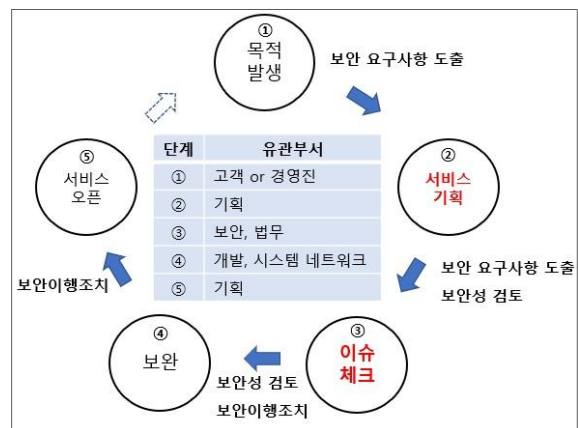 ①
목적
발생
보안 요구사항 도출
②
서비스
기획
보안 요구사항 도출
보안성 검토
③
이슈
체크
보안성 검토
보안이행조치
④
보완
보안이행조치
⑤
서비스
오픈
단계 유관부서
① 고객 or 경영진
② 기획
③ 보안, 법무
④ 개발, 시스템 네트워크
⑤ 기획